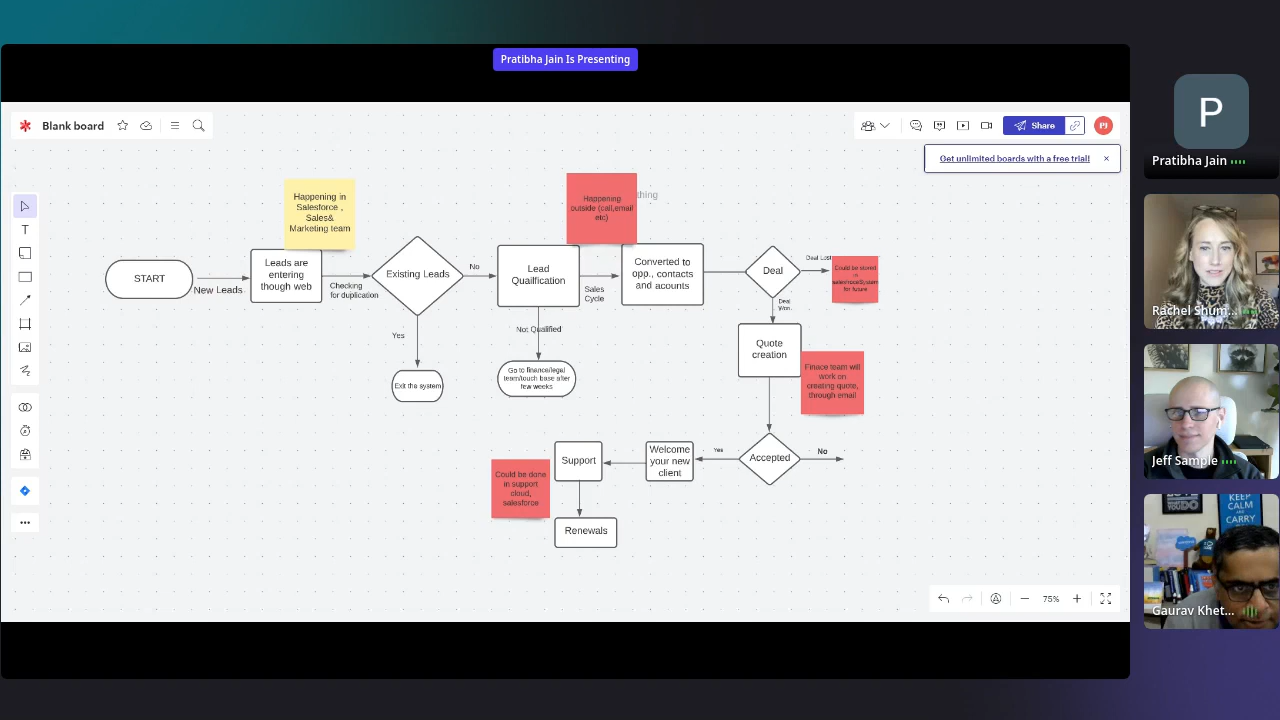 Pratibha Jain Is Presenting
Blank board
Share
PJ
Get unlimited boards with a free trial!
Happening in
Salesforce ,
Sales&
Marketing team
Happening
outside (call,email
etc)
thing
START
New Leads
Leads are
entering
though web
Checking
for duplication
Existing Leads
No
Yes
Exit the system
Lead
Quailfication
Sales
Cycle
Not Qualified
Go to finance/legal
team/touch base after
few weeks
Converted to
opp., contacts
and acounts
Deal
Deal Lost
Could be stored
in
for future
Deal
Won.
Quote
creation
Finace team will
work on
creating quote,
through email
Accepted
No
Yes
Welcome
your new
client
Support
Could be done
in support
cloud,
salesforce
Renewals
75%
P
Pratibha Jain
Rachel Shum...
Jeff Sample
KEEP
CALM
AND
CARRY
Gaurav Khet...